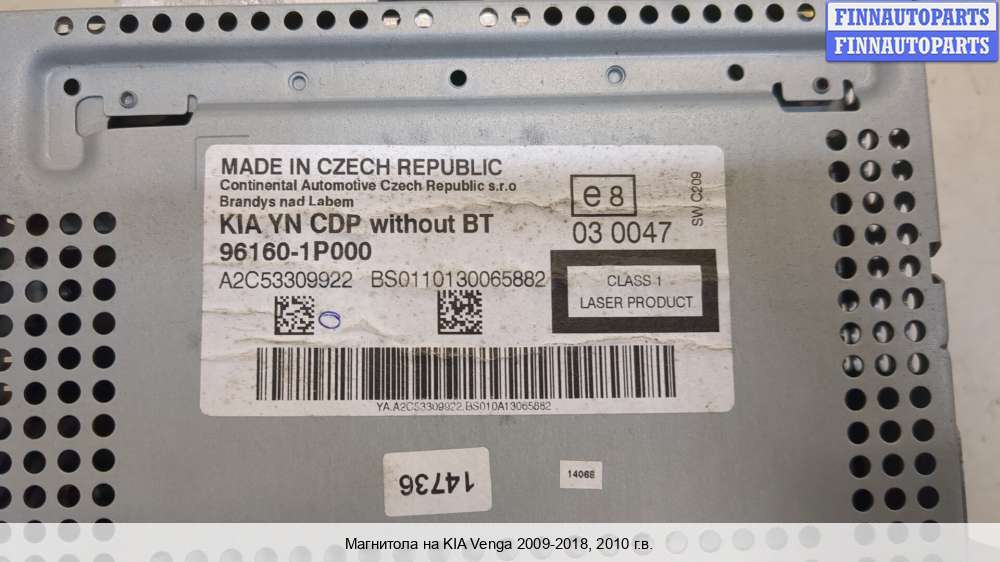 FINNAUTOPARTS
FINNAUTOPARTS
MADE IN CZECH REPUBLIC
Continental Automotive Czech Republic s.r.o
Brandys nad Labem
KIA YN CDP without BT
96160-1P000
A2C53309922 BS0110130065882
e8
03 0047
SW C209
CLASS 1
LASER PRODUCT
YA.A2C53309922.BS010A13065882
14736
Магнитола на KIA Venga 2009-2018, 2010 г.в.